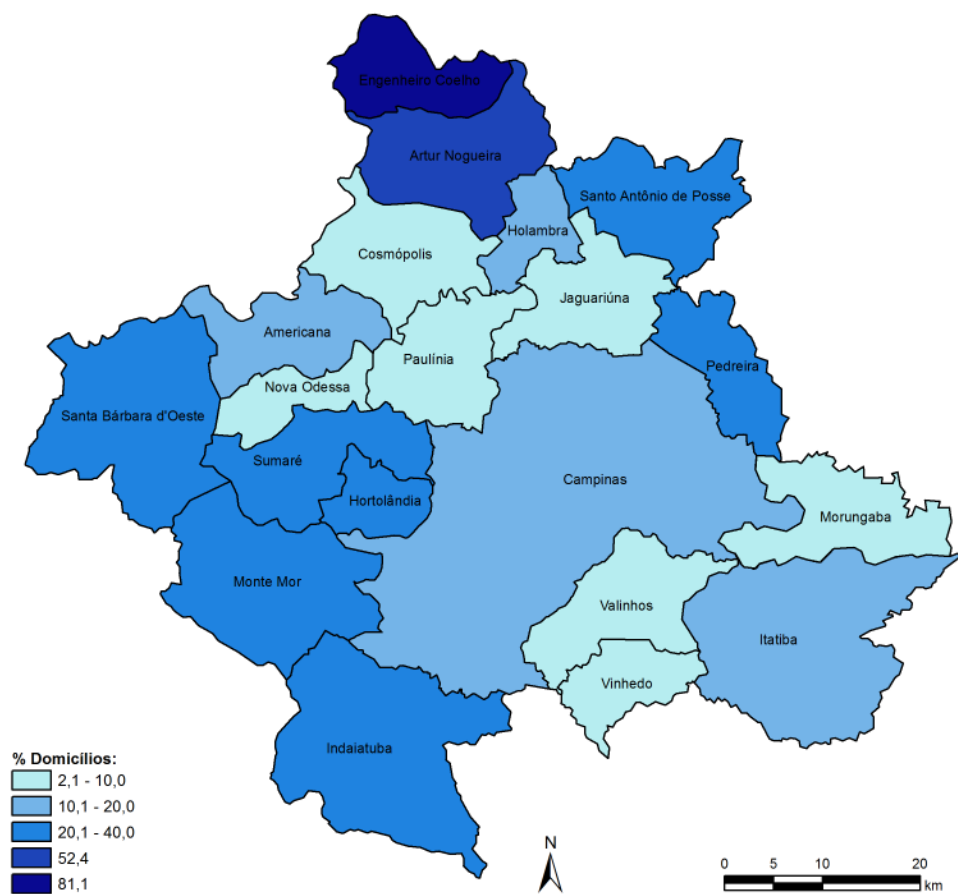 Engenheiro Coelho
Artur Nogueira
Santo Antônio de Posse
Holambra
Cosmópolis
Jaguariúna
Americana
Paulínia
Pedreira
Nova Odessa
Santa Bárbara d'Oeste
Sumaré
Campinas
Hortolândia
Morungaba
Monte Mor
Valinhos
Itatiba
Vinhedo
Indaiatuba
% Domicílios:
2,1 - 10,0
10,1 - 20,0
20,1 - 40,0
52,4
81,1
N
0 5 10 20
km